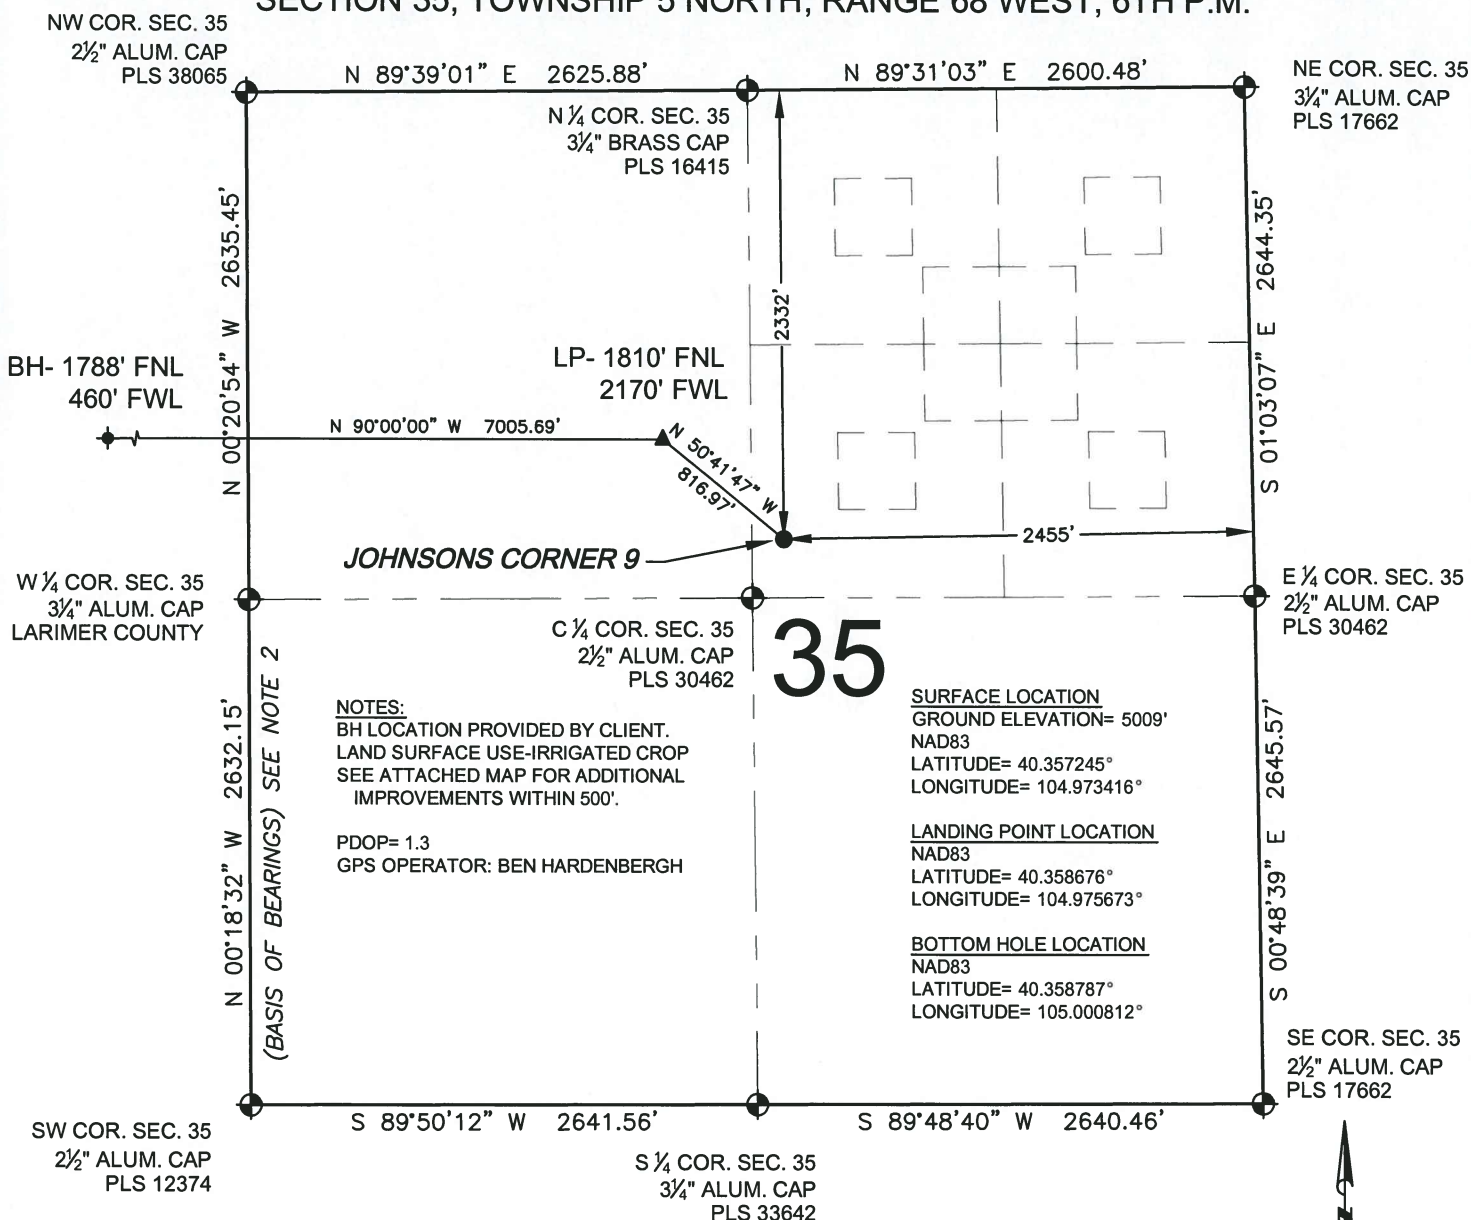 SECTION 35, TOWNSHIP 5 NORTH, RANGE 68 WEST, 6TH P.M.
NW COR. SEC. 35
2½" ALUM. CAP
PLS 38065
N 89°39'01" E 2625.88'
N 89°31'03" E 2600.48'
NE COR. SEC. 35
3¼" ALUM. CAP
PLS 17662
N ¼ COR. SEC. 35
3¼" BRASS CAP
PLS 16415
N 00°20'54" W 2635.45'
2332'
S 01°03'07" E 2644.35'
BH- 1788' FNL
460' FWL
LP- 1810' FNL
2170' FWL
N 90°00'00" W 7005.69'
N 50°41'47" W
816.97'
2455'
JOHNSONS CORNER 9
W ¼ COR. SEC. 35
3¼" ALUM. CAP
LARIMER COUNTY
E ¼ COR. SEC. 35
2½" ALUM. CAP
PLS 30462
C ¼ COR. SEC. 35
2½" ALUM. CAP
PLS 30462
35
N 00°18'32" W 2632.15'
(BASIS OF BEARINGS) SEE NOTE 2
NOTES:
BH LOCATION PROVIDED BY CLIENT.
LAND SURFACE USE-IRRIGATED CROP
SEE ATTACHED MAP FOR ADDITIONAL
IMPROVEMENTS WITHIN 500'.
PDOP= 1.3
GPS OPERATOR: BEN HARDENBERGH
SURFACE LOCATION
GROUND ELEVATION= 5009'
NAD83
LATITUDE= 40.357245°
LONGITUDE= 104.973416°
LANDING POINT LOCATION
NAD83
LATITUDE= 40.358676°
LONGITUDE= 104.975673°
BOTTOM HOLE LOCATION
NAD83
LATITUDE= 40.358787°
LONGITUDE= 105.000812°
S 00°48'39" E 2645.57'
SE COR. SEC. 35
2½" ALUM. CAP
PLS 17662
S 89°50'12" W 2641.56'
S 89°48'40" W 2640.46'
SW COR. SEC. 35
2½" ALUM. CAP
PLS 12374
S ¼ COR. SEC. 35
3¼" ALUM. CAP
PLS 33642